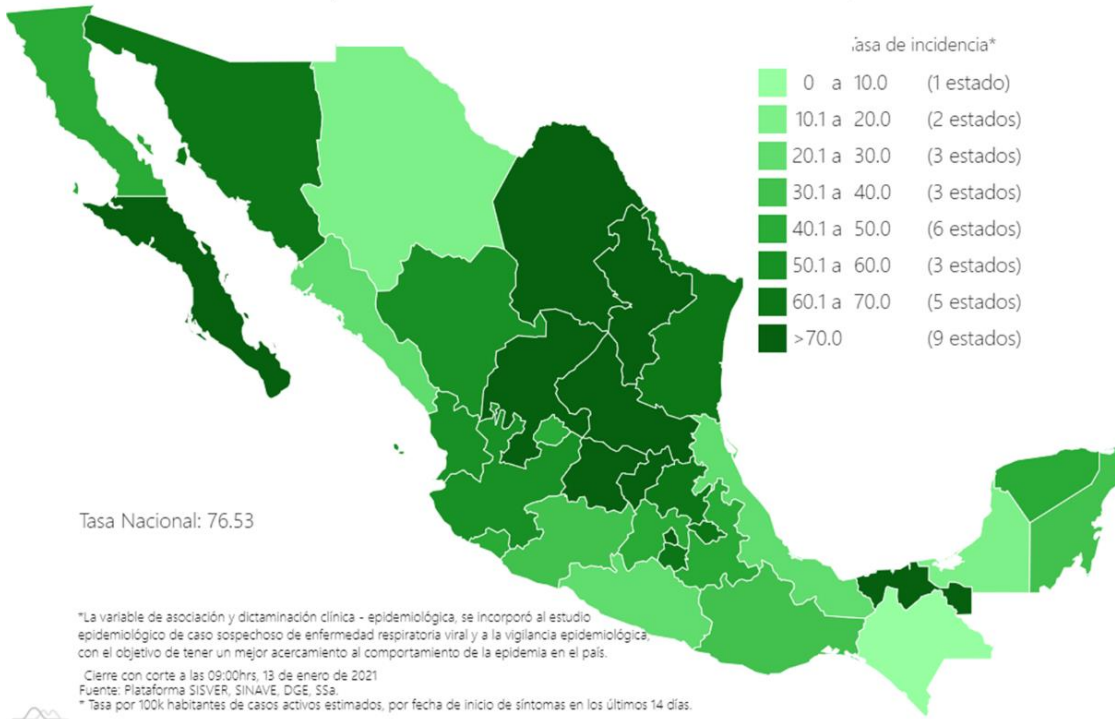 Tasa de incidencia*
0 a 10.0 (1 estado)
10.1 a 20.0 (2 estados)
20.1 a 30.0 (3 estados)
30.1 a 40.0 (3 estados)
40.1 a 50.0 (6 estados)
50.1 a 60.0 (3 estados)
60.1 a 70.0 (5 estados)
>70.0 (9 estados)
Tasa Nacional: 76.53
*La variable de asociación y dictaminación clínica - epidemiológica, se incorporó al estudio
epidemiológico de caso sospechoso de enfermedad respiratoria viral y a la vigilancia epidemiológica,
con el objetivo de tener un mejor acercamiento al comportamiento de la epidemia en el país.
Cierre con corte a las 09:00hrs, 13 de enero de 2021
Fuente: Plataforma SISVER, SINAVE, DGE, SSa.
* Tasa por 100k habitantes de casos activos estimados, por fecha de inicio de síntomas en los últimos 14 días.